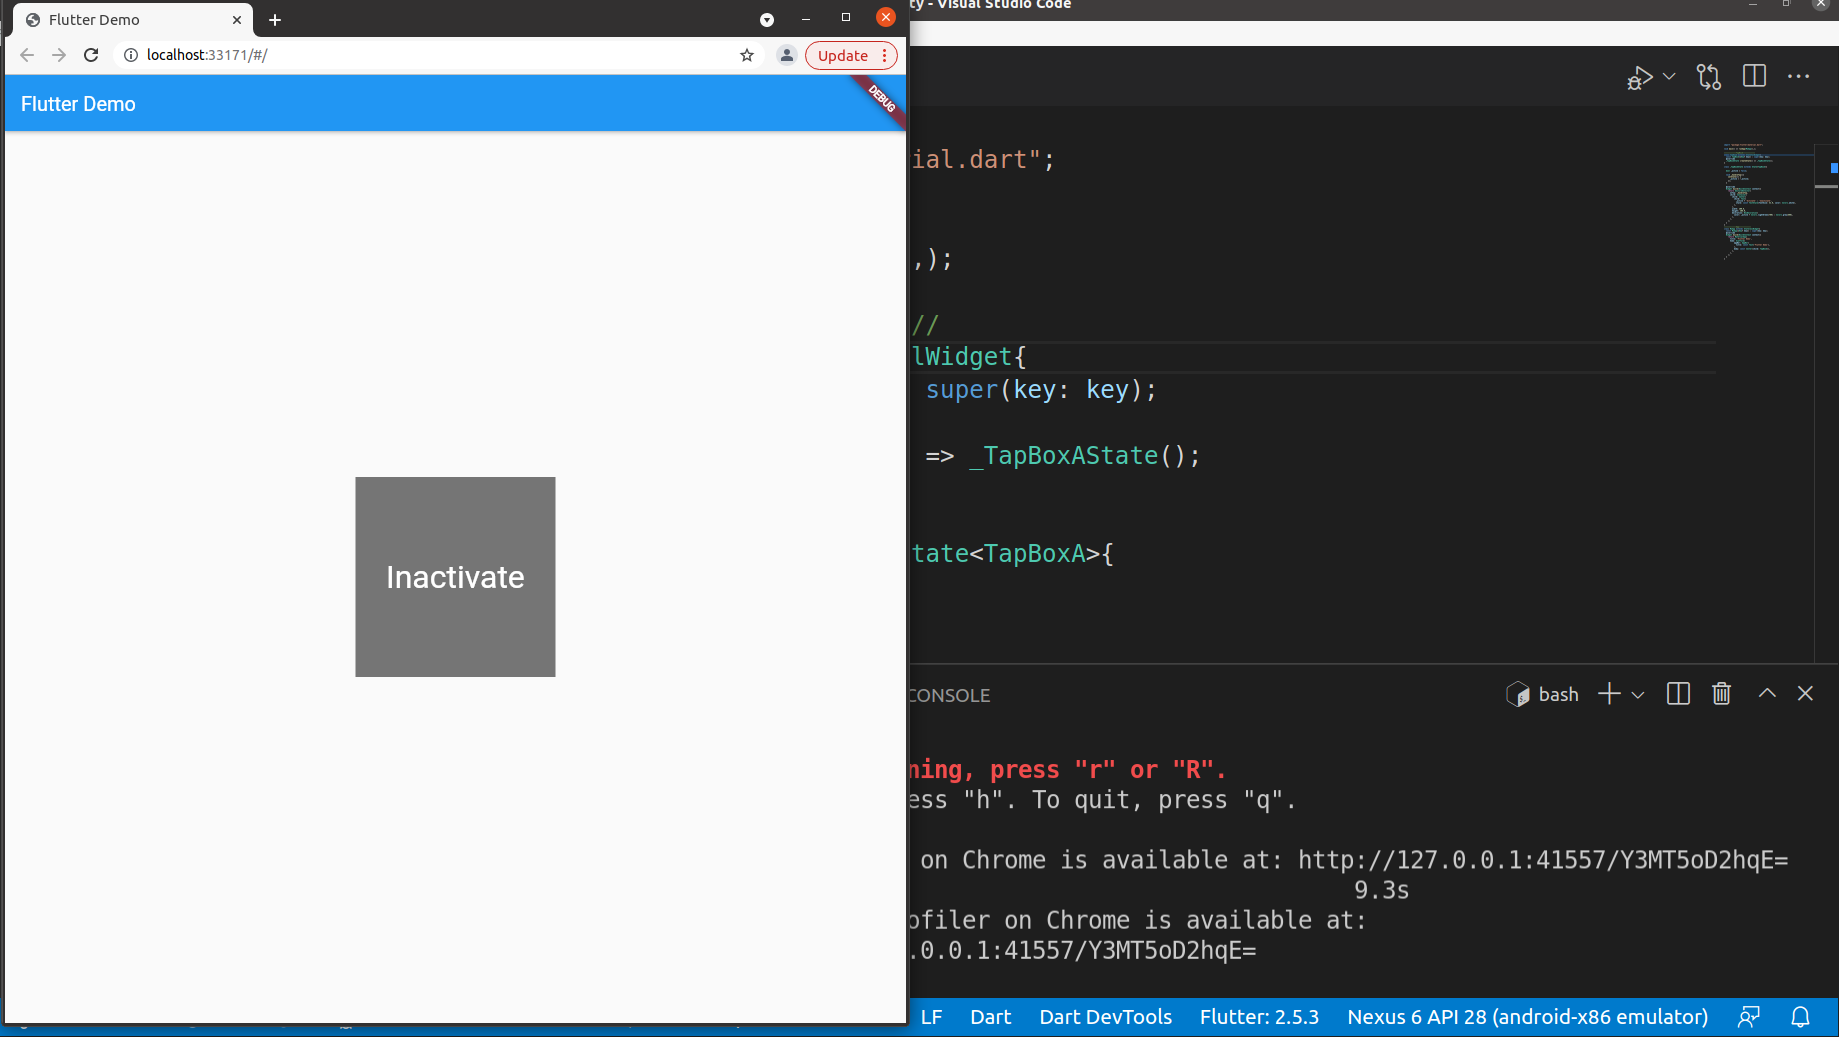 Flutter Demo
localhost:33171/#/
Update
Flutter Demo
DEBUG
Inactivate
ty - Visual Studio Code
ial.dart";
,);
//
lWidget{
super(key: key);
=> _TapBoxAState();
tate<TapBoxA>{
CONSOLE
bash
ning, press "r" or "R".
ess "h". To quit, press "q".
on Chrome is available at: http://127.0.0.1:41557/Y3MT5oD2hqE=
9.3s
ofiler on Chrome is available at:
.0.0.1:41557/Y3MT5oD2hqE=
LF Dart Dart DevTools Flutter: 2.5.3 Nexus 6 API 28 (android-x86 emulator)